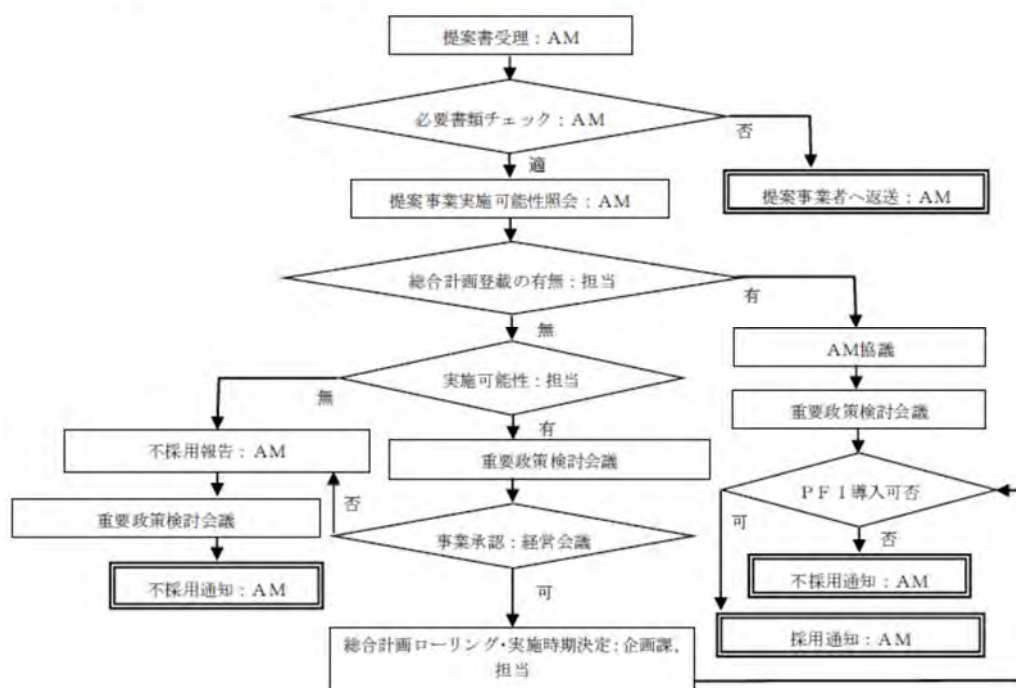 提案書受理：AM
必要書類チェック：AM
否
適
提案事業者へ返送：AM
提案事業実施可能性照会：AM
総合計画登載の有無：担当
有
無
AM協議
実施可能性：担当
無
重要政策検討会議
有
不採用報告：AM
重要政策検討会議
PFI導入可否
否
可
重要政策検討会議
事業承認：経営会議
否
不採用通知：AM
不採用通知：AM
可
採用通知：AM
総合計画ローリング・実施時期決定：企画課、
担当